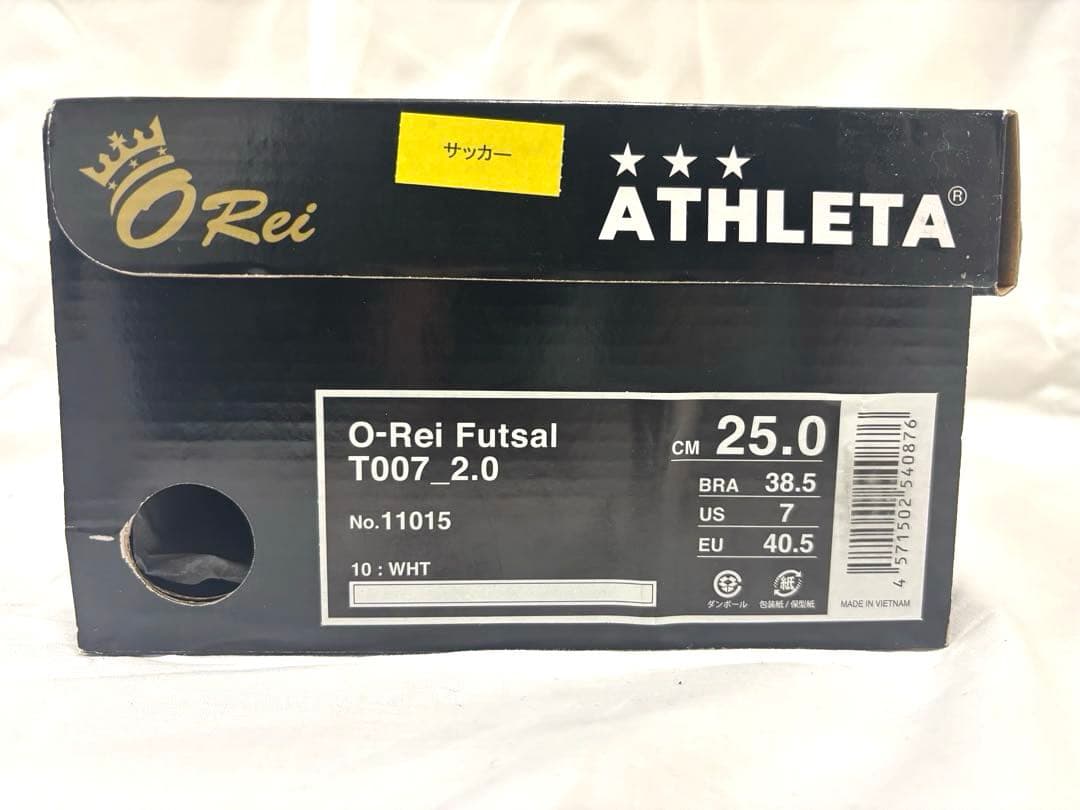 O Rei
サッカー
ATHLETA®
O-Rei Futsal
T007_2.0
No.11015
10 : WHT
CM 25.0
BRA 38.5
US 7
EU 40.5
ダンボール
紙
包装紙/保型紙
4 571502 540876
MADE IN VIETNAM